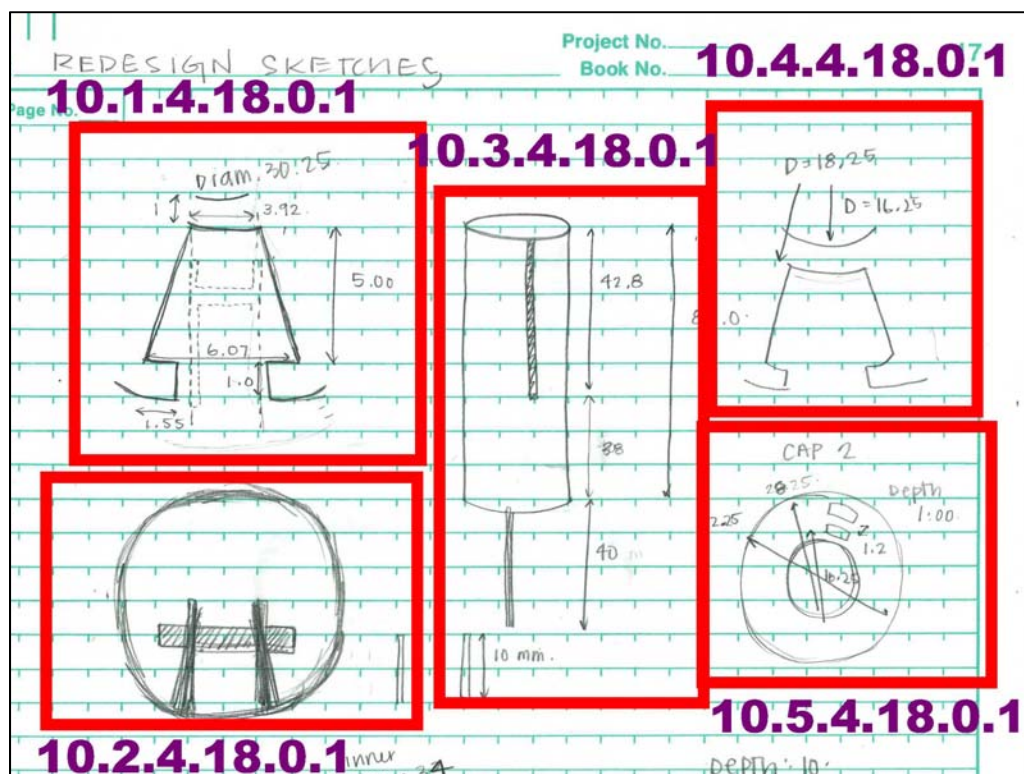 Project No.
Book No.
REDESIGN SKETCHES
10.1.4.18.0.1
Page No.
Diam. 30.25
1
3.92.
5.00
6.07
1.0
1.55
10.2.4.18.0.1
10.3.4.18.0.1
42.8
38
40
10 mm.
10.4.4.18.0.1
17
D=18,25
D=16.25
CAP 2
28.25
Depth
1:00.
1.2
16.25
10.5.4.18.0.1
inner
DEPTH: 10.